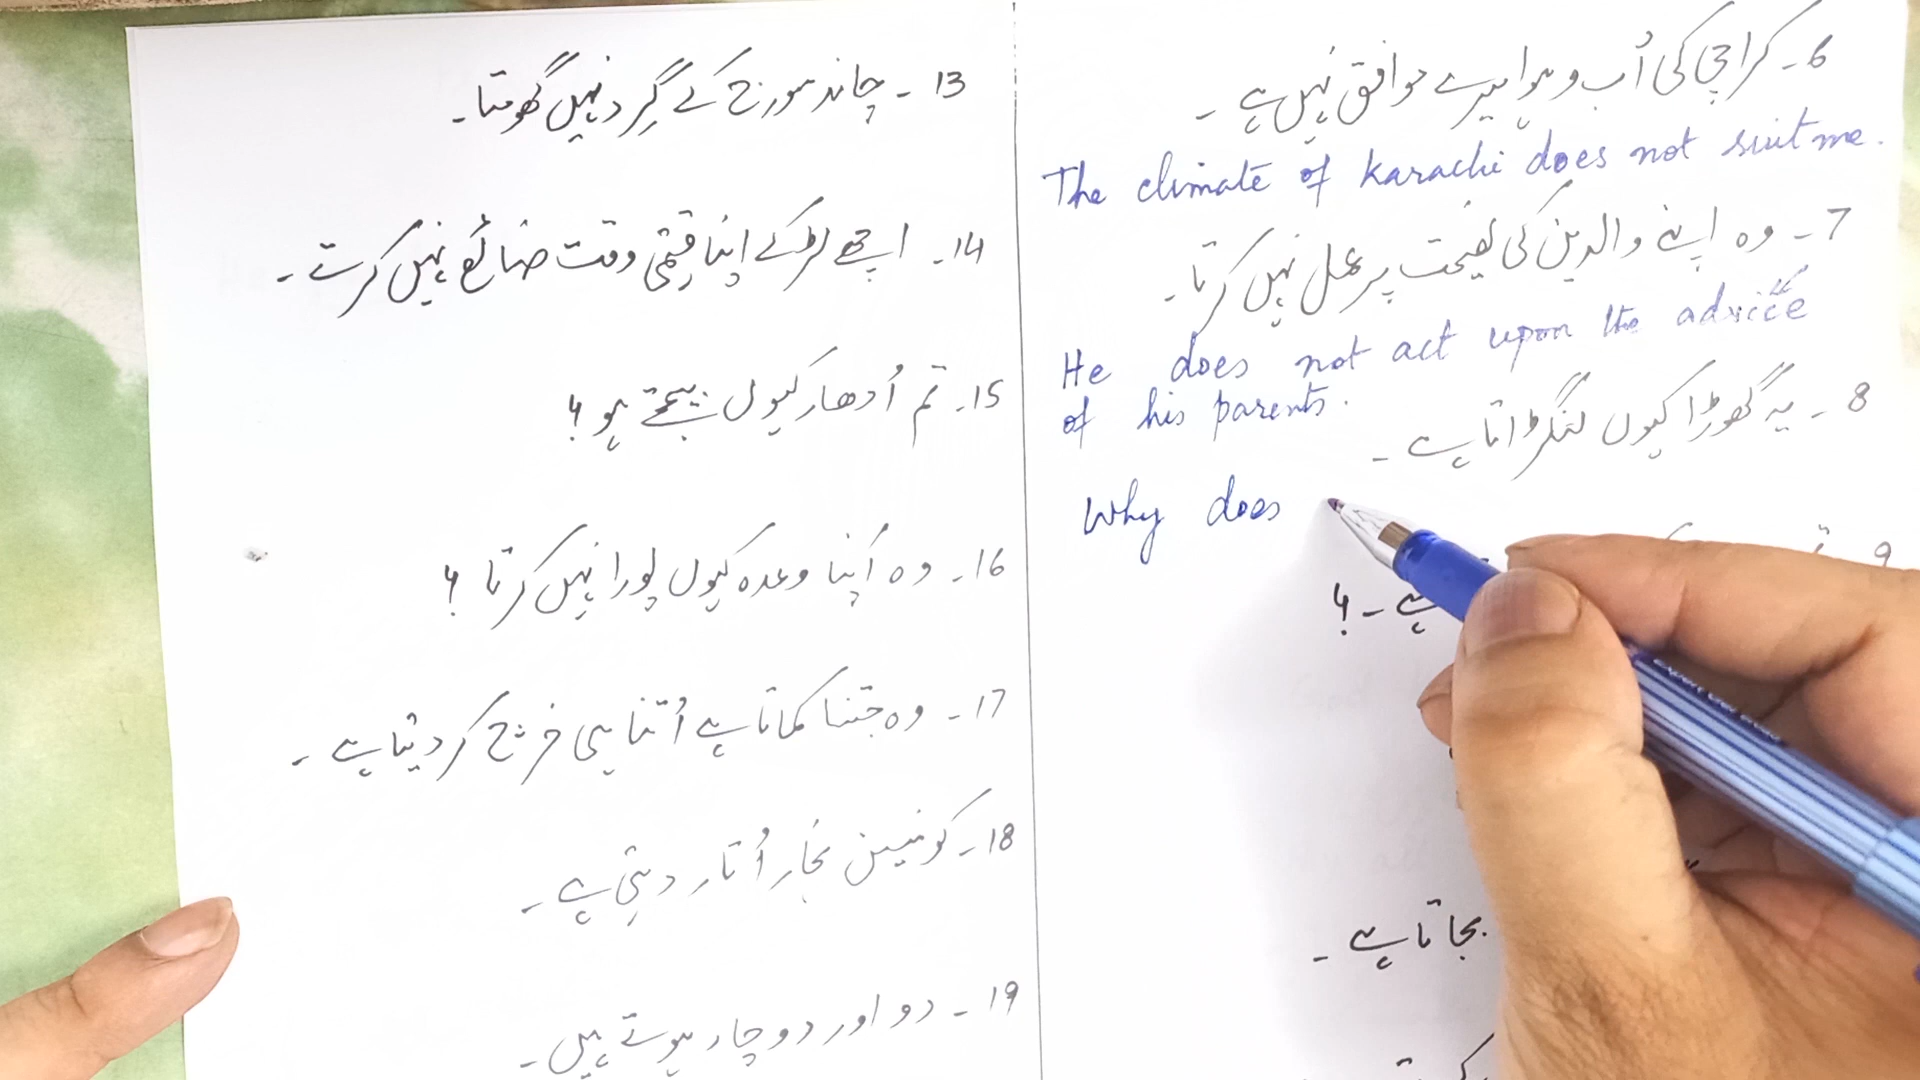 6 ۔ کراچی کی آب و ہوا میرے موافق نہیں ہے ۔
The climate of Karachi does not suit me.
7 ۔ وہ اپنے والدین کی نصیحت پر عمل نہیں کرتا ۔
He does not act upon the advice
of his parents.
8 ۔ یہ گھوڑا کیوں لنگڑاتا ہے ۔
Why does
9
ہے ۔ ؟
بجاتا ہے ۔
13 ۔ چاند سورج کے گِرد نہیں گھومتا ۔
14 ۔ اچھے لڑکے اپنا قیمتی وقت ضائع نہیں کرتے ۔
15 ۔ تم اُدھار کیوں بیچتے ہو ؟
16 ۔ وہ اپنا وعدہ کیوں پورا نہیں کرتا ؟
17 ۔ وہ جتنا کماتا ہے اُتنا ہی خرچ کر دیتا ہے ۔
18 ۔ کونین بخار اُتار دیتی ہے ۔
19 ۔ دو اور دو چار ہوتے ہیں ۔